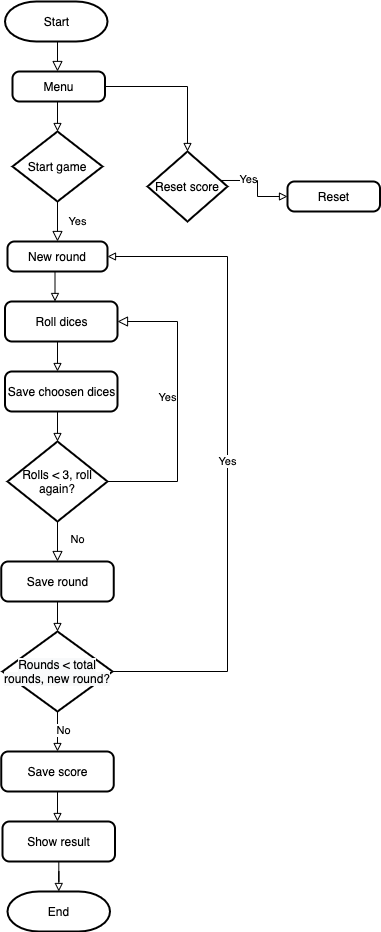 Start
Menu
Start game
Reset score
Yes
Reset
Yes
New round
Roll dices
Save choosen dices
Yes
Rolls < 3, roll
again?
Yes
No
Save round
Rounds < total
rounds, new round?
No
Save score
Show result
End